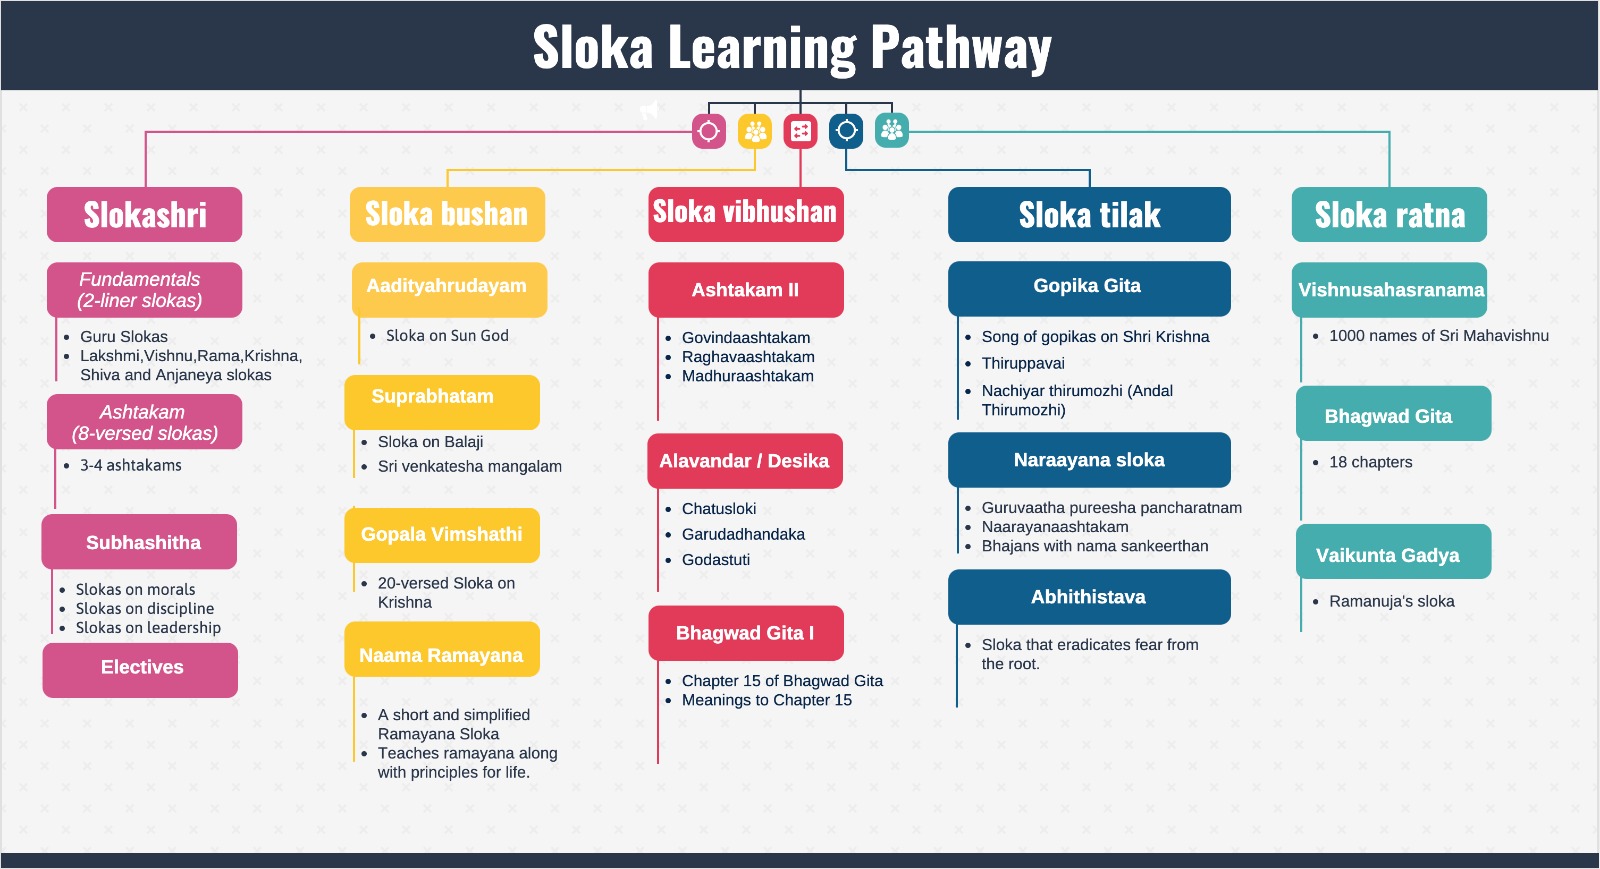 Sloka Learning Pathway
Slokashri
Fundamentals
(2-liner slokas)
• Guru Slokas
• Lakshmi,Vishnu,Rama,Krishna,
Shiva and Anjaneya slokas
Ashtakam
(8-versed slokas)
• 3-4 ashtakams
Subhashitha
• Slokas on morals
• Slokas on discipline
• Slokas on leadership
Electives
Sloka bushan
Aadityahrudayam
• Sloka on Sun God
Suprabhatam
• Sloka on Balaji
• Sri venkatesha mangalam
Gopala Vimshathi
• 20-versed Sloka on
Krishna
Naama Ramayana
• A short and simplified
Ramayana Sloka
• Teaches ramayana along
with principles for life.
Sloka vibhushan
Ashtakam II
• Govindaashtakam
• Raghavaashtakam
• Madhuraashtakam
Alavandar / Desika
• Chatusloki
• Garudadhandaka
• Godastuti
Bhagwad Gita I
• Chapter 15 of Bhagwad Gita
• Meanings to Chapter 15
Sloka tilak
Gopika Gita
• Song of gopikas on Shri Krishna
• Thiruppavai
• Nachiyar thirumozhi (Andal
Thirumozhi)
Naraayana sloka
• Guruvaatha pureesha pancharatnam
• Naarayanaashtakam
• Bhajans with nama sankeerthan
Abhithistava
• Sloka that eradicates fear from
the root.
Sloka ratna
Vishnusahasranama
• 1000 names of Sri Mahavishnu
Bhagwad Gita
• 18 chapters
Vaikunta Gadya
• Ramanuja's sloka